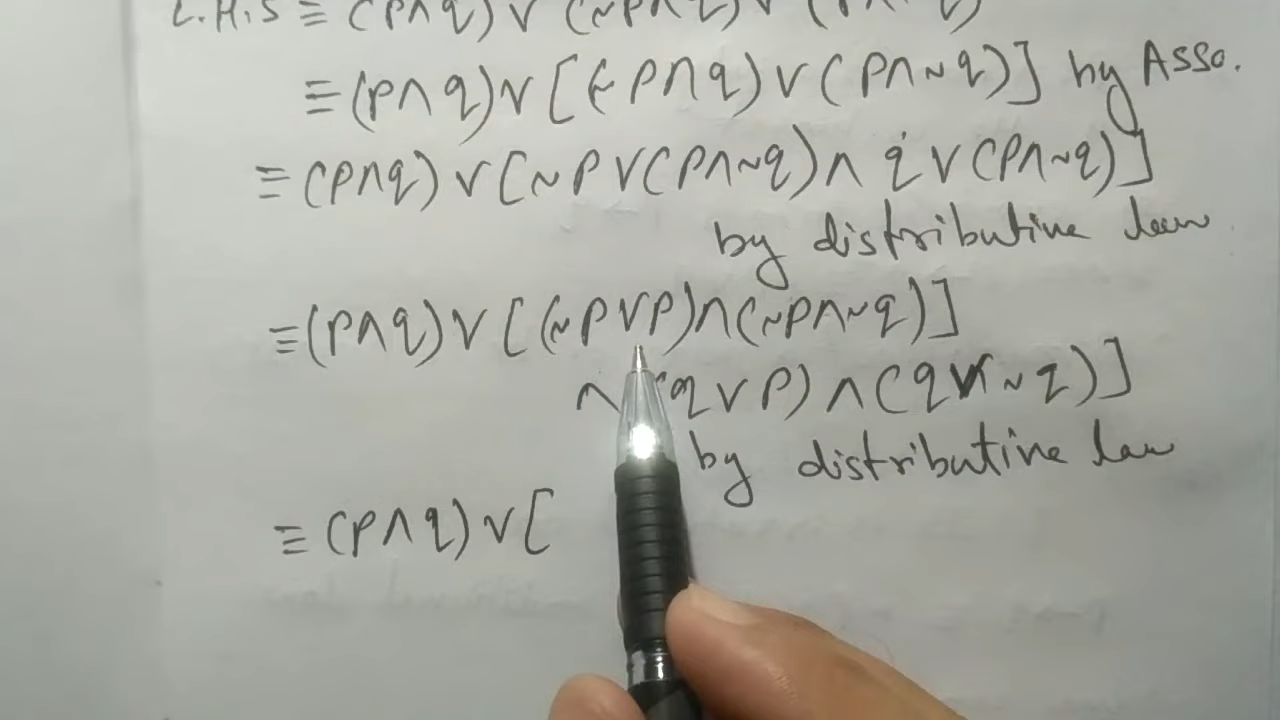 L.H.S ≡ (p∧q) ∨ (~p∧q) ∨ (p∧~q)
≡ (p∧q) ∨ [(~p∧q) ∨ (p∧~q)] by Asso.
≡ (p∧q) ∨ [~p ∨ (p∧~q) ∧ q ∨ (p∧~q)]
by distributive law
≡ (p∧q) ∨ [(~p∨p) ∧ (~p∧~q)]
∧ (q∨p) ∧ (q∨~q)]
by distributive law
≡ (p∧q) ∨ [